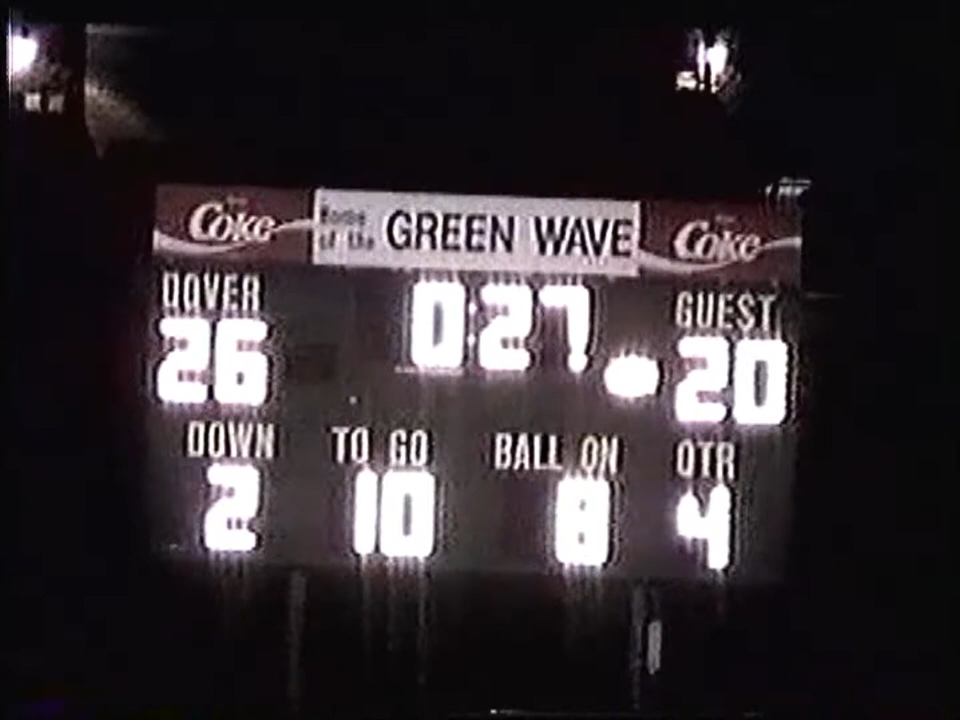 Coke
Home
of the
GREEN WAVE
Coke
DOVER
0:27
GUEST
26
20
DOWN
TO GO
BALL ON
QTR
2
10
8
4